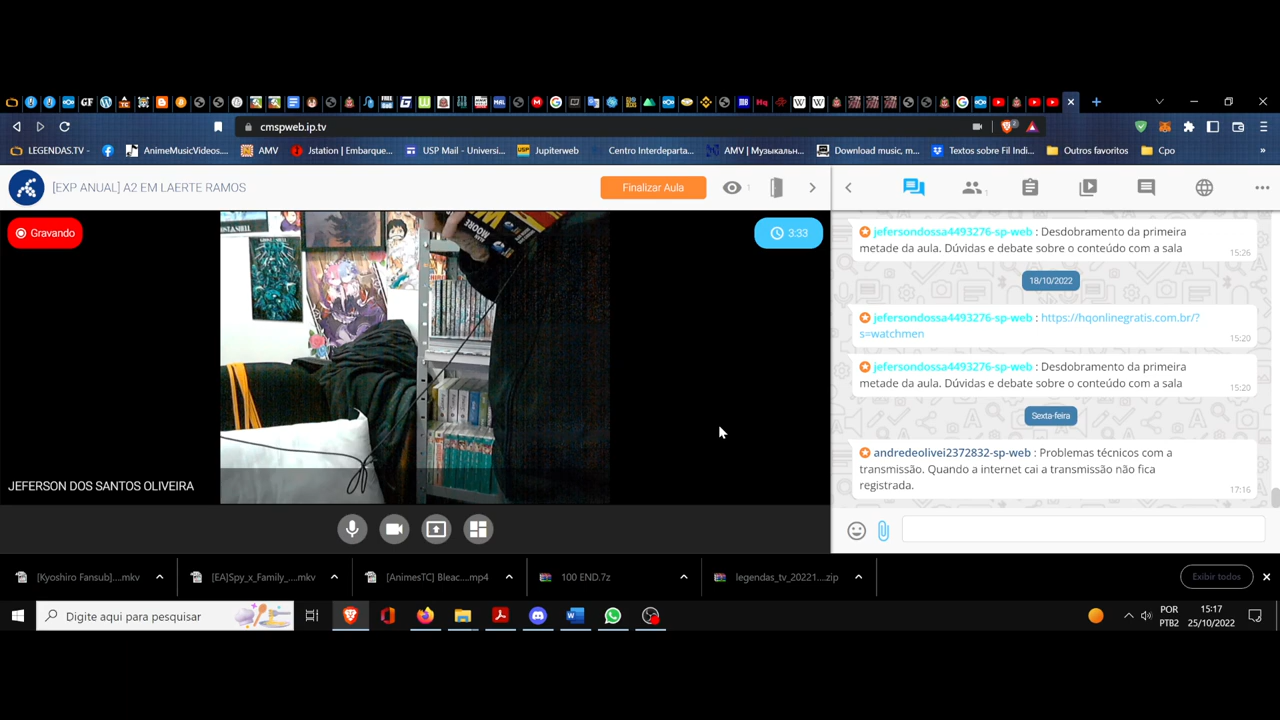 cmspweb.ip.tv
2
LEGENDAS.TV -
AnimeMusicVideos...
AMV
Jstation | Embarque...
USP Mail - Universi...
Jupiterweb
Centro Interdeparta...
AMV | Музыкальн...
Download music, m...
Textos sobre Fil Indi...
Outros favoritos
Cpo
»
[EXP ANUAL] A2 EM LAERTE RAMOS
Finalizar Aula
1
1
Gravando
3:33
MOORE
JEFERSON DOS SANTOS OLIVEIRA
jefersondossa4493276-sp-web : Desdobramento da primeira
metade da aula. Dúvidas e debate sobre o conteúdo com a sala
15:26
18/10/2022
jefersondossa4493276-sp-web : https://hqonlinegratis.com.br/?
s=watchmen
15:20
jefersondossa4493276-sp-web : Desdobramento da primeira
metade da aula. Dúvidas e debate sobre o conteúdo com a sala
15:20
Sexta-feira
andredeolivei2372832-sp-web : Problemas técnicos com a
transmissão. Quando a internet cai a transmissão não fica
registrada.
17:16
[Kyoshiro Fansub]....mkv
[EA]Spy_x_Family_....mkv
[AnimesTC] Bleac....mp4
100 END.7z
legendas_tv_20221....zip
Exibir todos
Digite aqui para pesquisar
POR
PTB2
15:17
25/10/2022